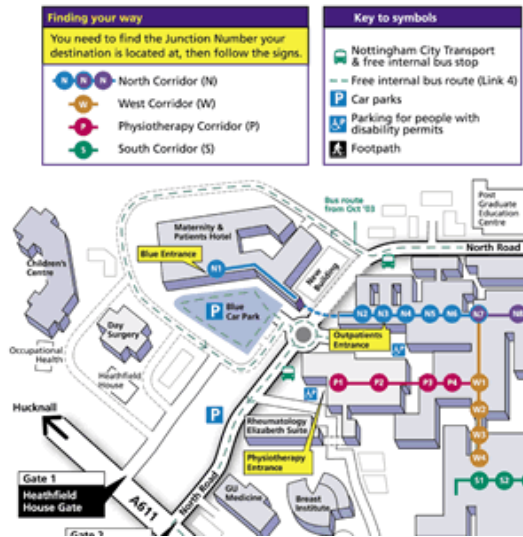 Finding your way
You need to find the Junction Number your
destination is located at, then follow the signs.
N N N North Corridor (N)
W West Corridor (W)
P Physiotherapy Corridor (P)
S South Corridor (S)
Key to symbols
Nottingham City Transport
& free internal bus stop
Free internal bus route (Link 4)
P Car parks
P Parking for people with
disability permits
Footpath
Post
Graduate
Education
Centre
Bus route
from Oct '03
North Road
Maternity &
Patients Hotel
Blue Entrance
N1
New
Building
Children's
Centre
P Blue
Car Park
N2 N3 N4 N5 N6 N7 N8
Outpatients
Entrance
Day
Surgery
Occupational
Health
Heathfield
House
P1 P2 P3 P4 W1
W2
W3
W4
Hucknall
P
Rheumatology
Elizabeth Suite
Physiotherapy
Entrance
S1 S2
Gate 1
Heathfield
House Gate
A611
North Road
GU
Medicine
Breast
Institute
Gate 2